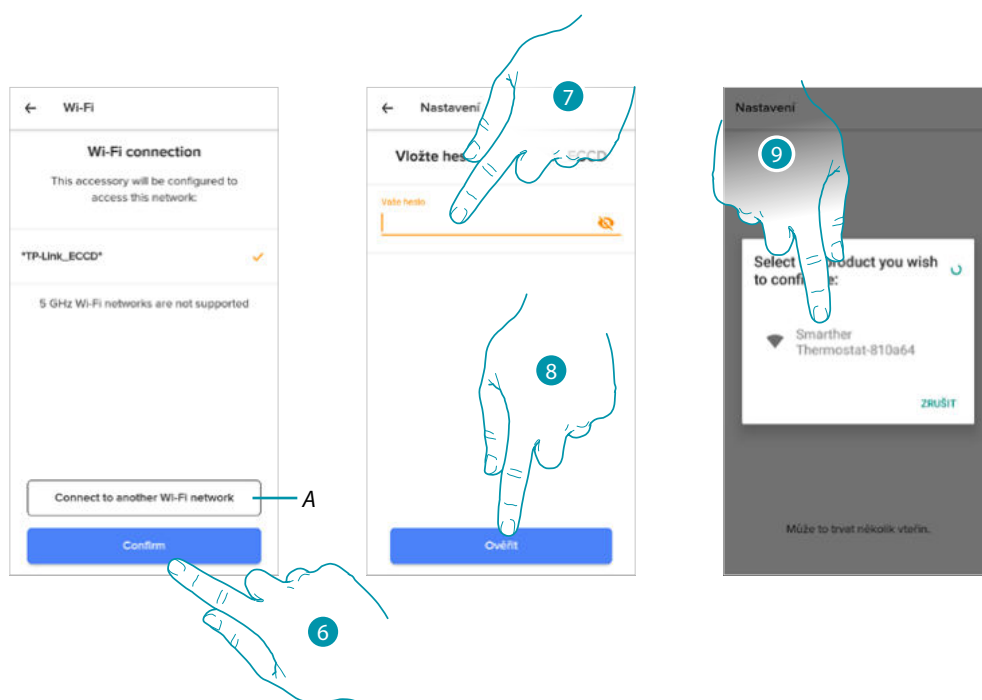 Wi-Fi
Wi-Fi connection
This accessory will be configured to
access this network:
"TP-Link_ECCD"
5 GHz Wi-Fi networks are not supported
Connect to another Wi-Fi network
A
Confirm
6
7
Nastavení
Vložte ECCD
Vaše heslo
8
Ověřit
9
Nastavení
Select product you wish
to
Smarther
Thermostat-810a64
ZRUŠIT
Může to trvat několik vteřin.